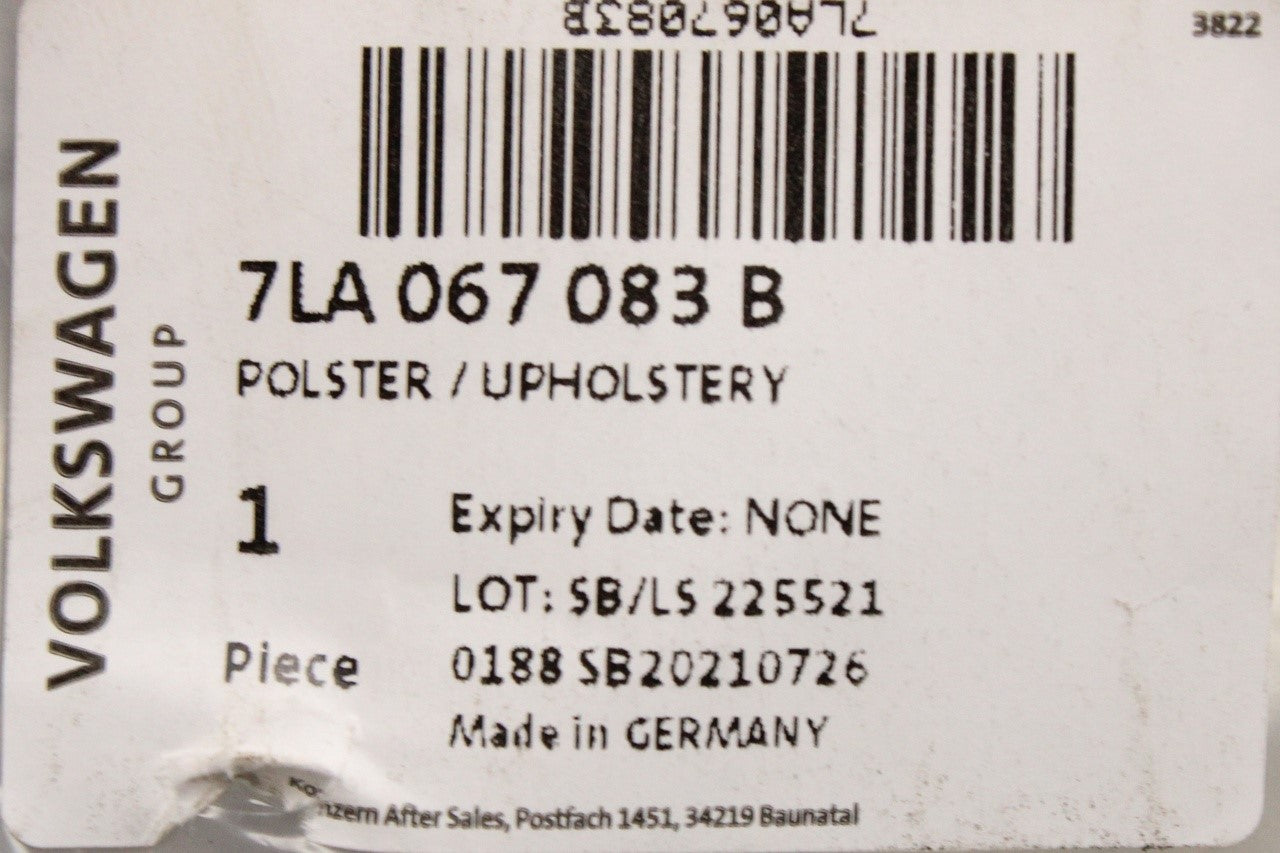 7LA067083B
3822
VOLKSWAGEN
GROUP
7LA 067 083 B
POLSTER / UPHOLSTERY
1
Expiry Date: NONE
LOT: SB/LS 225521
Piece
0188 SB20210726
Made in GERMANY
After Sales, Postfach 1451, 34219 Baunatal